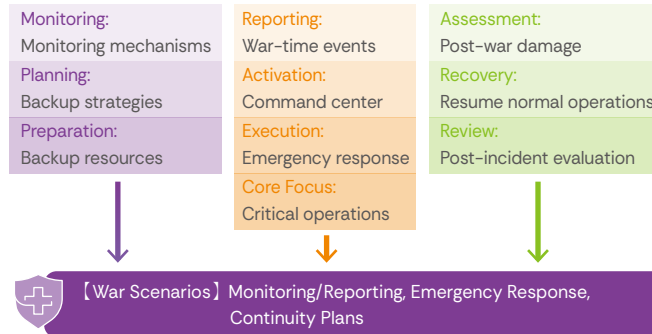 Monitoring:
Monitoring mechanisms
Planning:
Backup strategies
Preparation:
Backup resources
Reporting:
War-time events
Activation:
Command center
Execution:
Emergency response
Core Focus:
Critical operations
Assessment:
Post-war damage
Recovery:
Resume normal operations
Review:
Post-incident evaluation
【War Scenarios】Monitoring/Reporting, Emergency Response,
Continuity Plans